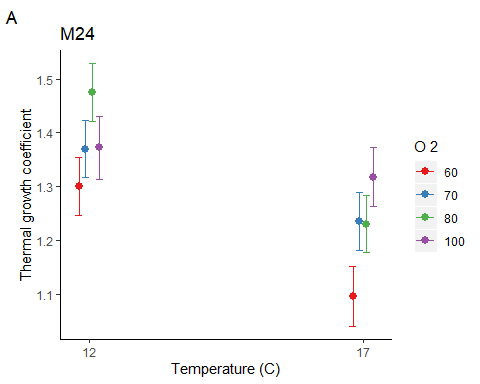 A
M24
Thermal growth coefficient
1.5
1.4
1.3
1.2
1.1
12
17
Temperature (C)
O 2
60
70
80
100